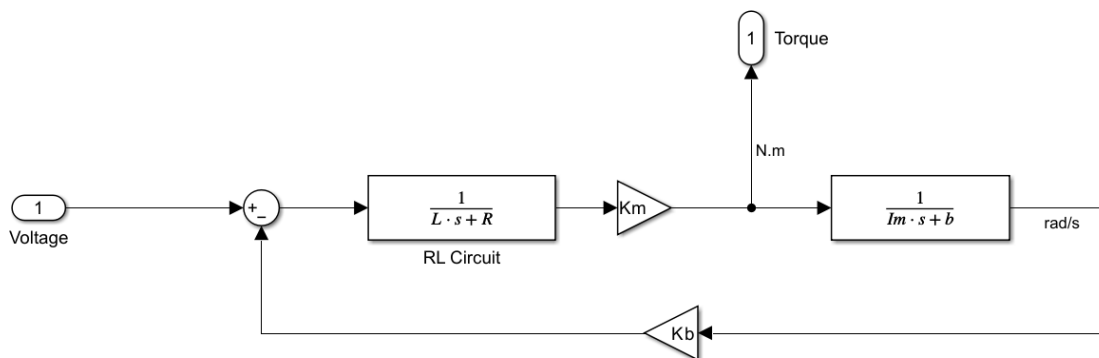 1
Torque
N.m
1
Voltage
+
−
1
L · s + R
RL Circuit
Km
1
Im · s + b
rad/s
Kb